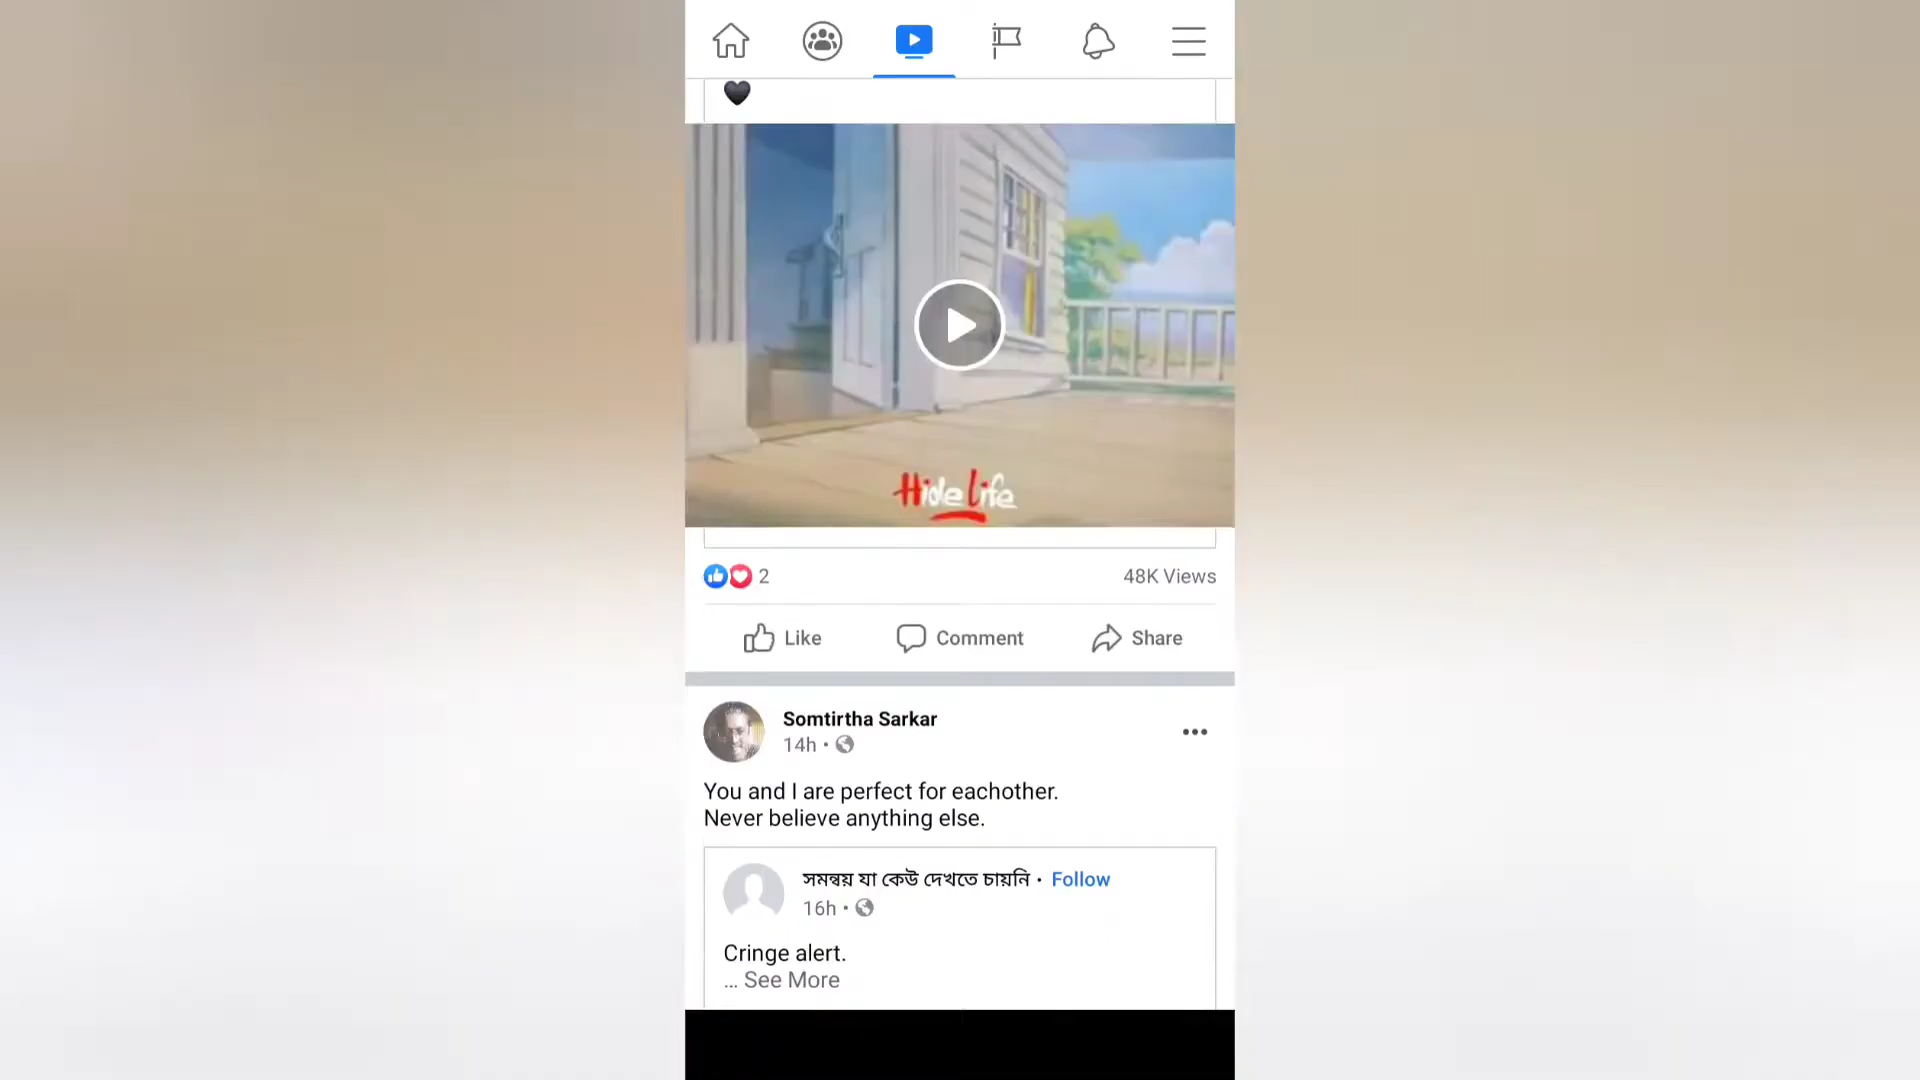 Hide Life
2
48K Views
Like
Comment
Share
Somtirtha Sarkar
14h •
You and I are perfect for eachother.
Never believe anything else.
সমন্বয় যা কেউ দেখতে চায়নি • Follow
16h •
Cringe alert.
... See More